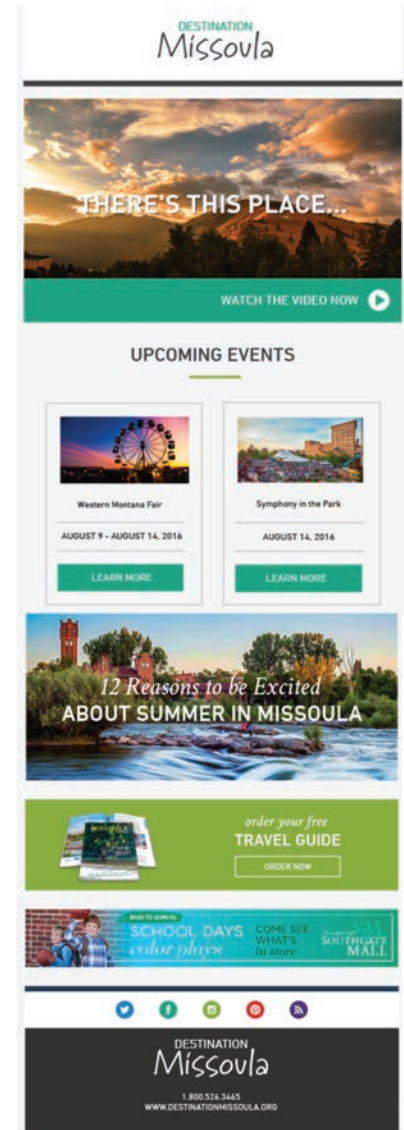 DESTINATION
Missoula
THERE'S THIS PLACE...
WATCH THE VIDEO NOW
UPCOMING EVENTS
Western Montana Fair
AUGUST 9 - AUGUST 14, 2016
LEARN MORE
Symphony in the Park
AUGUST 14, 2016
LEARN MORE
12 Reasons to be Excited
ABOUT SUMMER IN MISSOULA
MISSOULA
order your free
TRAVEL GUIDE
ORDER NOW
BACK TO SCHOOL
SCHOOL DAYS
color plays
COME SEE
WHAT'S
in store
SOUTHGATE
MALL
DESTINATION
Missoula
1.800.526.3465
WWW.DESTINATIONMISSOULA.ORG